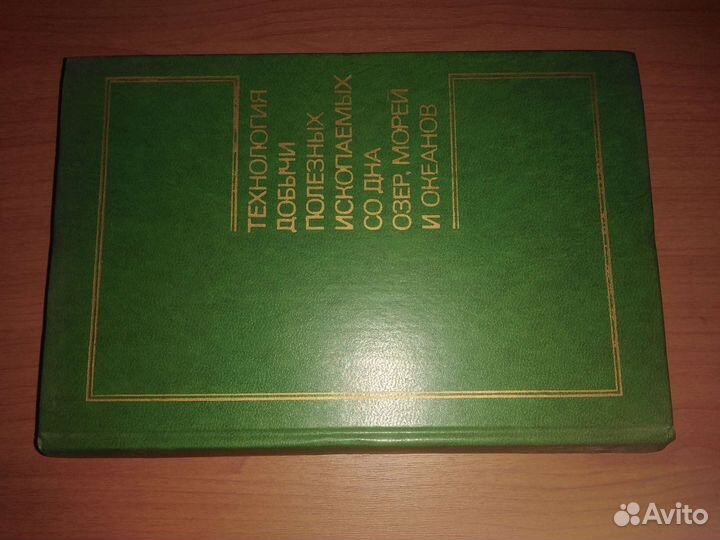 ТЕХНОЛОГИЯ
ДОБЫЧИ
ПОЛЕЗНЫХ
ИСКОПАЕМЫХ
СО ДНА
ОЗЕР, МОРЕЙ
И ОКЕАНОВ
Avito